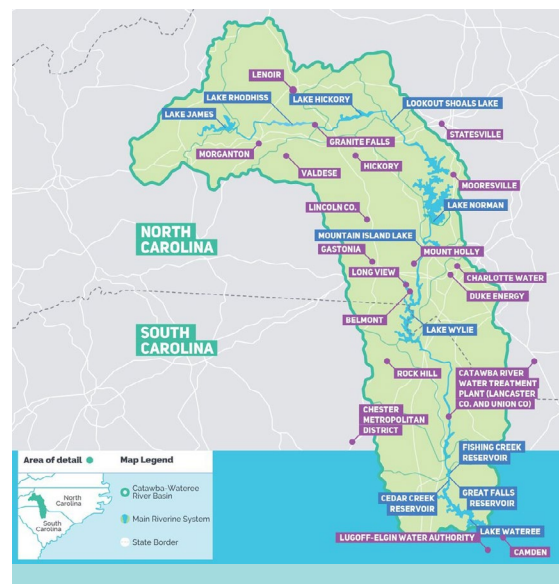 LENOIR
LAKE HICKORY
LAKE RHODHISS
LOOKOUT SHOALS LAKE
LAKE JAMES
STATESVILLE
GRANITE FALLS
MORGANTON
VALDESE
HICKORY
MOORESVILLE
LINCOLN CO.
LAKE NORMAN
NORTH
CAROLINA
MOUNTAIN ISLAND LAKE
GASTONIA
MOUNT HOLLY
LONG VIEW
CHARLOTTE WATER
DUKE ENERGY
BELMONT
LAKE WYLIE
SOUTH
CAROLINA
ROCK HILL
CATAWBA RIVER
WATER TREATMENT
PLANT (LANCASTER
CO. AND UNION CO)
CHESTER
METROPOLITAN
DISTRICT
FISHING CREEK
RESERVOIR
CEDAR CREEK
RESERVOIR
GREAT FALLS
RESERVOIR
LAKE WATEREE
LUGOFF-ELGIN WATER AUTHORITY
CAMDEN
Area of detail
North
Carolina
South
Carolina
Map Legend
Catawba-Wateree
River Basin
Main Riverine System
State Border